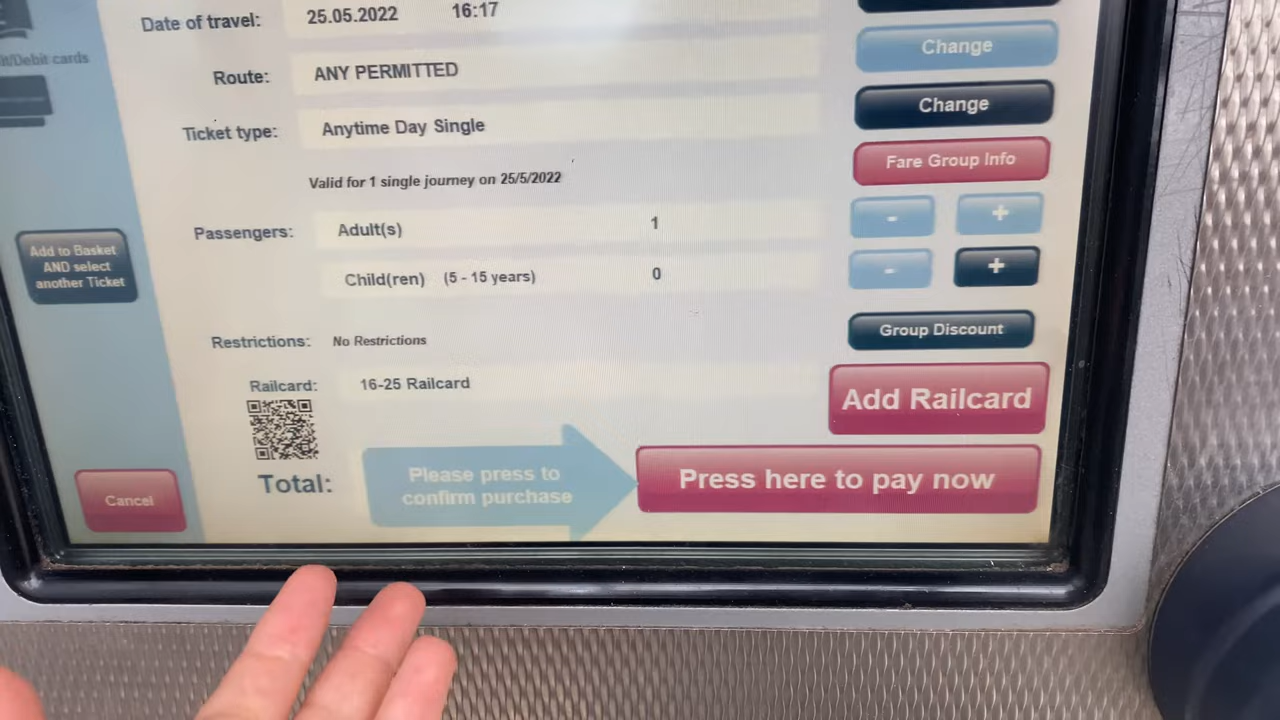 Date of travel: 25.05.2022 16:17
Change
/Debit cards
Route: ANY PERMITTED
Change
Ticket type: Anytime Day Single
Fare Group Info
Valid for 1 single journey on 25/5/2022
Passengers: Adult(s) 1 - +
Add to Basket
AND select
another Ticket
Child(ren) (5 - 15 years) 0 - +
Restrictions: No Restrictions
Group Discount
Railcard: 16-25 Railcard
Add Railcard
Total:
Please press to
confirm purchase
Press here to pay now
Cancel